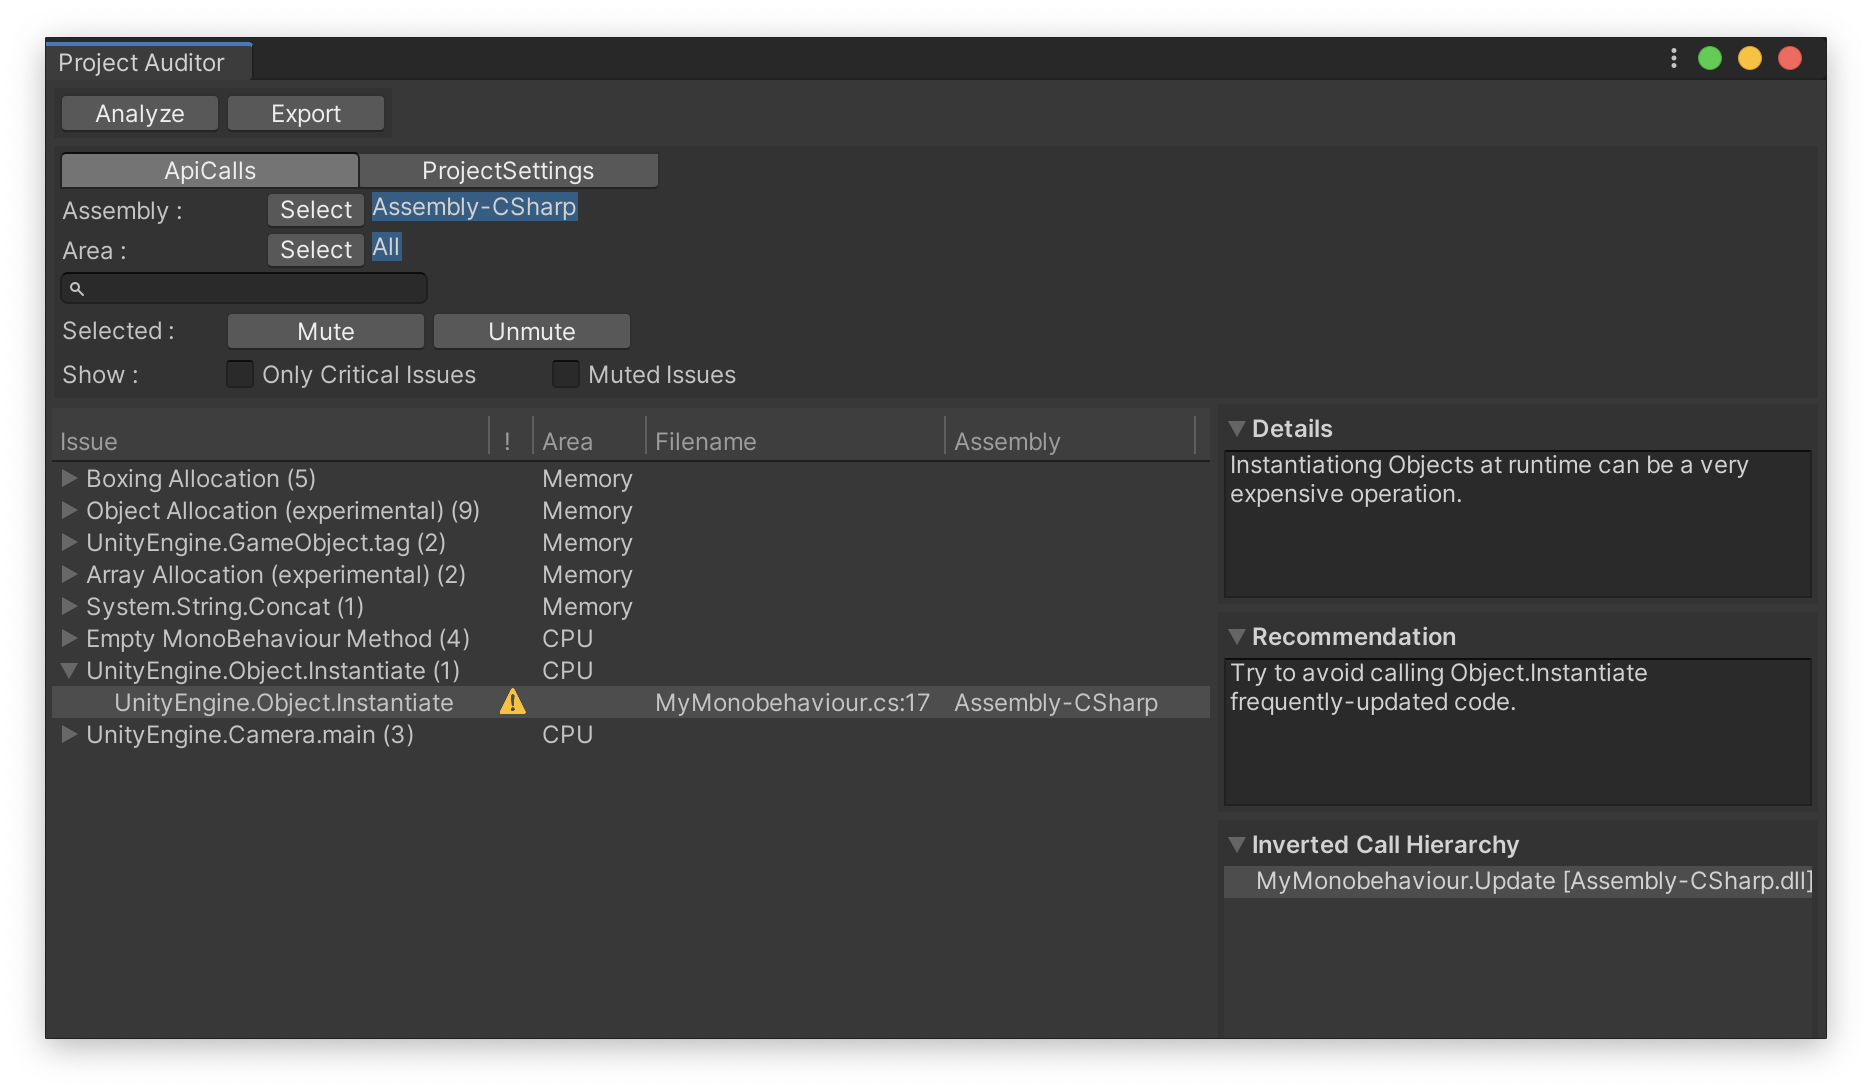 Project Auditor
Analyze Export
ApiCalls ProjectSettings
Assembly : Select Assembly-CSharp
Area : Select All
Selected : Mute Unmute
Show : Only Critical Issues Muted Issues
Issue ! Area Filename Assembly
Boxing Allocation (5) Memory
Object Allocation (experimental) (9) Memory
UnityEngine.GameObject.tag (2) Memory
Array Allocation (experimental) (2) Memory
System.String.Concat (1) Memory
Empty MonoBehaviour Method (4) CPU
UnityEngine.Object.Instantiate (1) CPU
UnityEngine.Object.Instantiate MyMonobehaviour.cs:17 Assembly-CSharp
UnityEngine.Camera.main (3) CPU
Details
Instantiationg Objects at runtime can be a very
expensive operation.
Recommendation
Try to avoid calling Object.Instantiate
frequently-updated code.
Inverted Call Hierarchy
MyMonobehaviour.Update [Assembly-CSharp.dll]